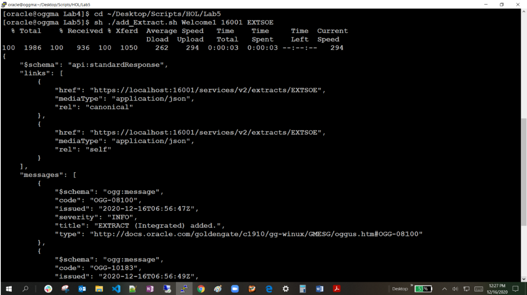 oggma - oracle@oggma:~/Desktop/Scripts/HOL/Lab5
[oracle@oggma Lab4]$ cd ~/Desktop/Scripts/HOL/Lab5
[oracle@oggma Lab5]$ sh ./add_Extract.sh Welcome1 16001 EXTSOE
% Total % Received % Xferd Average Speed Time Time Time Current
Dload Upload Total Spent Left Speed
100 1986 100 936 100 1050 262 294 0:00:03 0:00:03 --:--:-- 294
{
"$schema": "api:standardResponse",
"links": [
{
"href": "https://localhost:16001/services/v2/extracts/EXTSOE",
"mediaType": "application/json",
"rel": "canonical"
},
{
"href": "https://localhost:16001/services/v2/extracts/EXTSOE",
"mediaType": "application/json",
"rel": "self"
}
],
"messages": [
{
"$schema": "ogg:message",
"code": "OGG-08100",
"issued": "2020-12-16T06:56:47Z",
"severity": "INFO",
"title": "EXTRACT (Integrated) added.",
"type": "http://docs.oracle.com/goldengate/c1910/gg-winux/GMESG/oggus.htm#OGG-08100"
},
{
"$schema": "ogg:message",
"code": "OGG-10183",
"issued": "2020-12-16T06:56:49Z",
Desktop
12:27 PM
12/16/2020